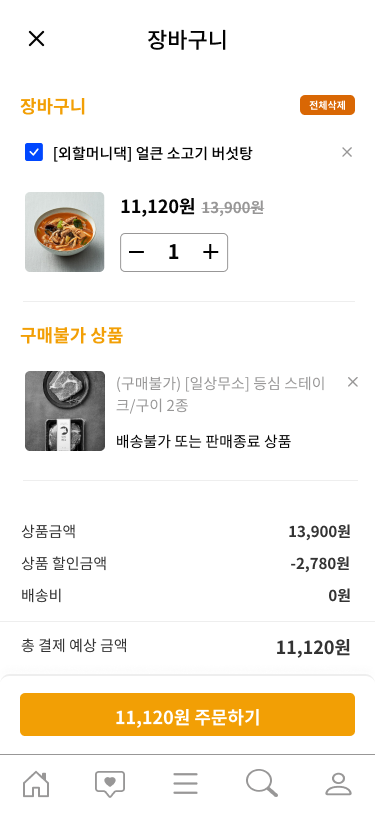 장바구니
장바구니
전체삭제
[외할머니댁] 얼큰 소고기 버섯탕
11,120원 13,900원
1
구매불가 상품
(구매불가) [일상무소] 등심 스테이
크/구이 2종
배송불가 또는 판매종료 상품
상품금액 13,900원
상품 할인금액 -2,780원
배송비 0원
총 결제 예상 금액 11,120원
11,120원 주문하기